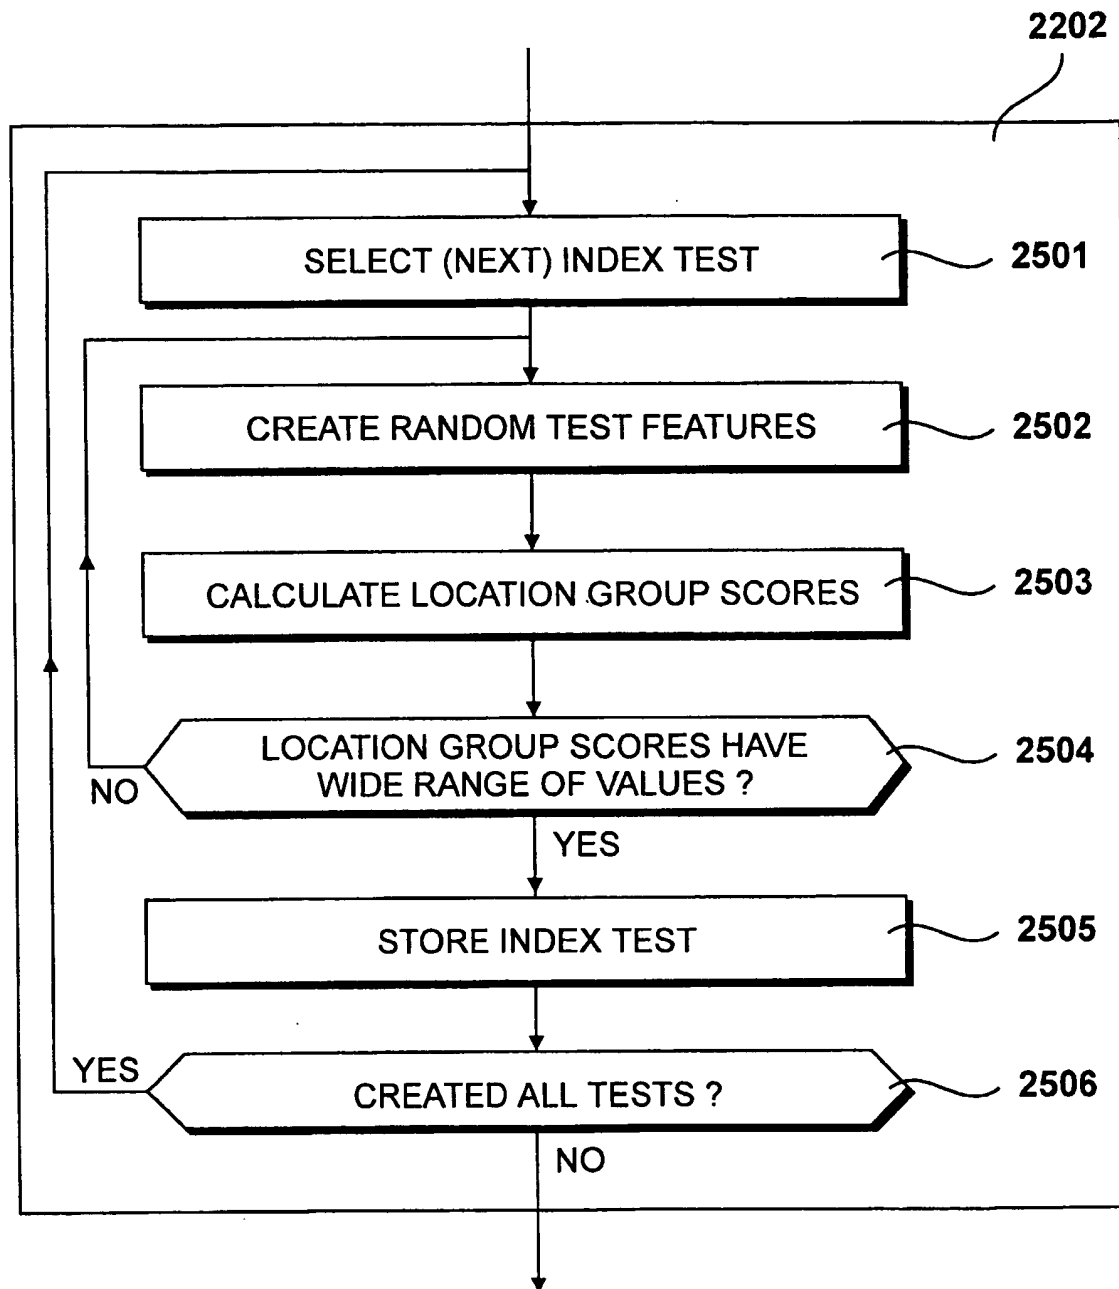 2202
SELECT (NEXT) INDEX TEST
2501
CREATE RANDOM TEST FEATURES
2502
CALCULATE LOCATION GROUP SCORES
2503
LOCATION GROUP SCORES HAVE
WIDE RANGE OF VALUES ?
2504
NO
YES
STORE INDEX TEST
2505
YES
CREATED ALL TESTS ?
2506
NO